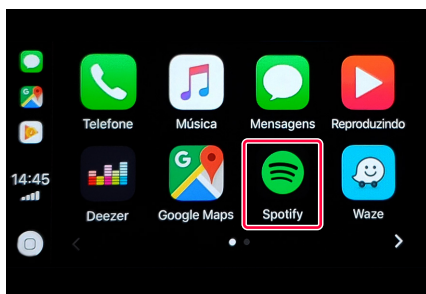 Telefone
Música
Mensagens
Reproduzindo
14:45
Deezer
G
Google Maps
Spotify
Waze